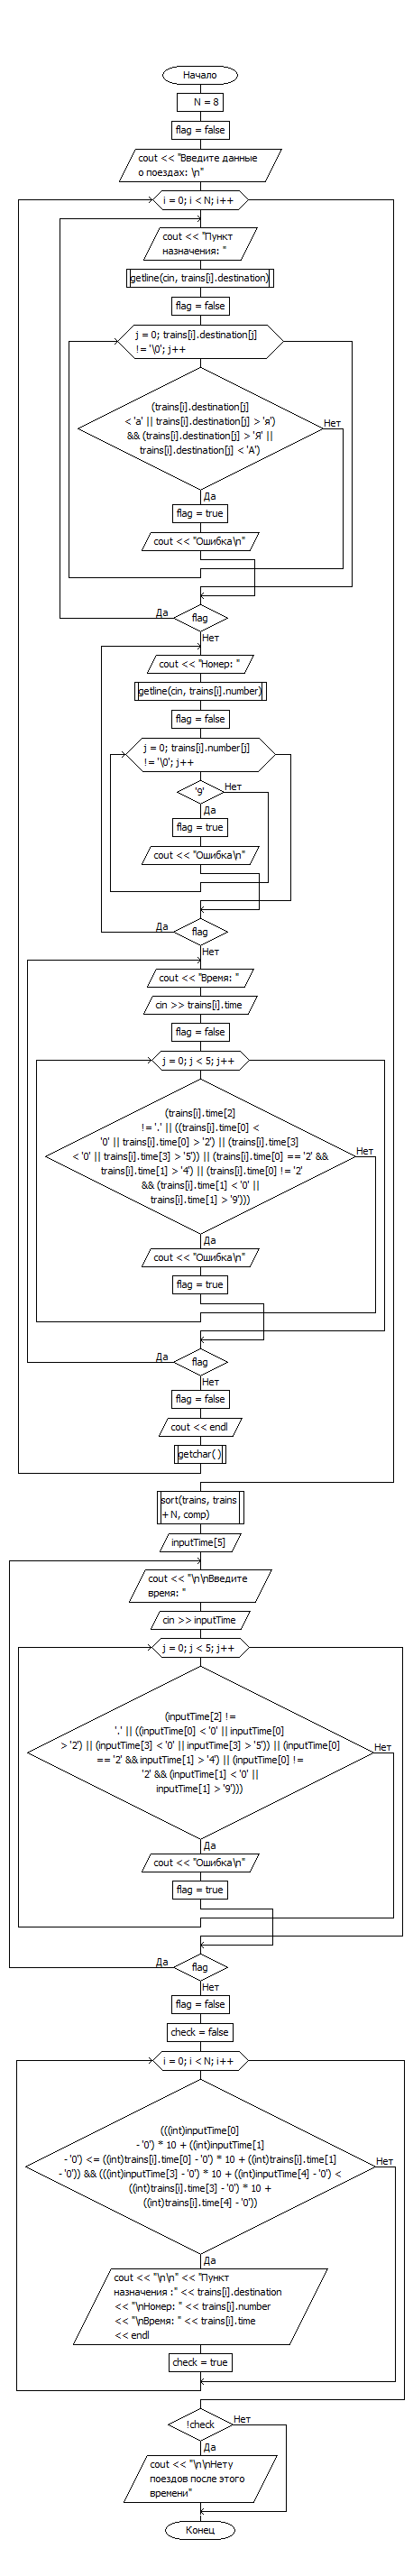 Начало
N = 8
flag = false
cout << "Введите данные
о поездах: \n"
i = 0; i < N; i++
cout << "Пункт
назначения: "
getline(cin, trains[i].destination)
flag = false
j = 0; trains[i].destination[j]
!= '\0'; j++
(trains[i].destination[j]
< 'а' || trains[i].destination[j] > 'я')
&& (trains[i].destination[j] > 'Я' ||
trains[i].destination[j] < 'А')
Нет
Да
flag = true
cout << "Ошибка\n"
Да
flag
Нет
cout << "Номер: "
getline(cin, trains[i].number)
flag = false
j = 0; trains[i].number[j]
!= '\0'; j++
'9'
Нет
Да
flag = true
cout << "Ошибка\n"
Да
flag
Нет
cout << "Время: "
cin >> trains[i].time
flag = false
j = 0; j < 5; j++
(trains[i].time[2]
!= '.' || ((trains[i].time[0] <
'0' || trains[i].time[0] > '2') || (trains[i].time[3]
< '0' || trains[i].time[3] > '5')) || (trains[i].time[0] == '2' &&
trains[i].time[1] > '4') || (trains[i].time[0] != '2'
&& (trains[i].time[1] < '0' ||
trains[i].time[1] > '9')))
Нет
Да
cout << "Ошибка\n"
flag = true
Да
flag
Нет
flag = false
cout << endl
getchar( )
sort(trains, trains
+ N, comp)
inputTime[5]
cout << "\n\nВведите
время: "
cin >> inputTime
j = 0; j < 5; j++
(inputTime[2] !=
'.' || ((inputTime[0] < '0' || inputTime[0]
> '2') || (inputTime[3] < '0' || inputTime[3] > '5')) || (inputTime[0]
== '2' && inputTime[1] > '4') || (inputTime[0] !=
'2' && (inputTime[1] < '0' ||
inputTime[1] > '9')))
Нет
Да
cout << "Ошибка\n"
flag = true
Да
flag
Нет
flag = false
check = false
i = 0; i < N; i++
(((int)inputTime[0]
- '0') * 10 + ((int)inputTime[1]
- '0') <= ((int)trains[i].time[0] - '0') * 10 + ((int)trains[i].time[1]
- '0')) && (((int)inputTime[3] - '0') * 10 + ((int)inputTime[4] - '0') <
((int)trains[i].time[3] - '0') * 10 +
((int)trains[i].time[4] - '0'))
Нет
Да
cout << "\n\n" << "Пункт
назначения :" << trains[i].destination
<< "\nНомер: " << trains[i].number
<< "\nВремя: " << trains[i].time
<< endl
check = true
!check
Нет
Да
cout << "\n\nНету
поездов после этого
времени"
Конец